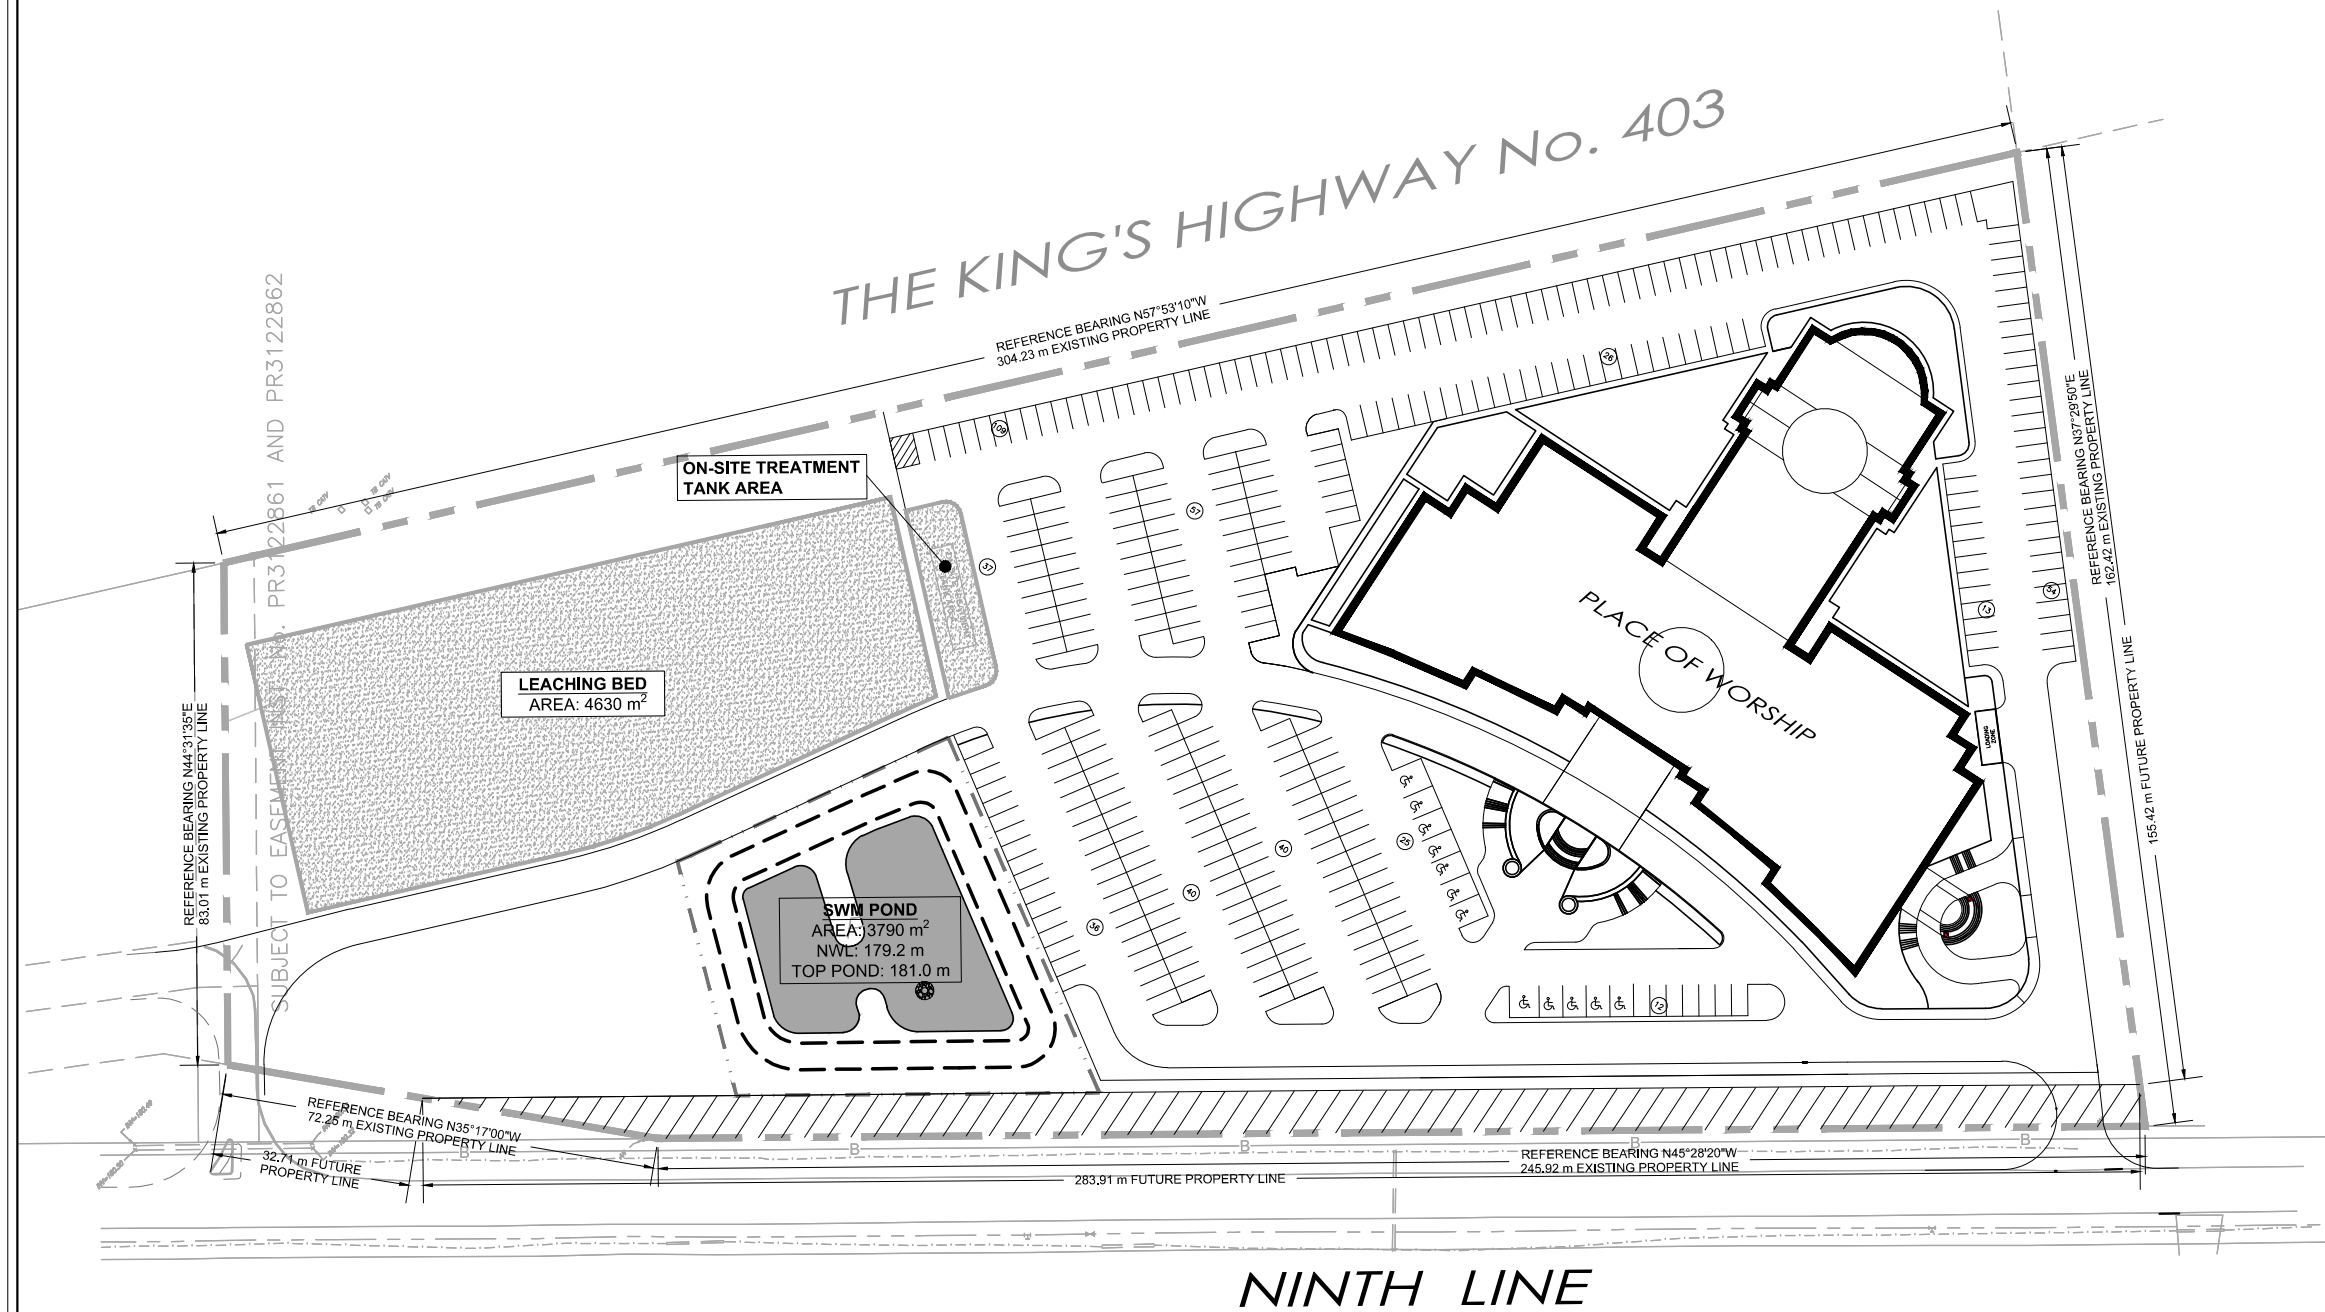 THE KING'S HIGHWAY No. 403
REFERENCE BEARING N57°53'10"W
304.23 m EXISTING PROPERTY LINE
SUBJECT TO EASEMENT INST. No. PR3122861 AND PR3122862
ON-SITE TREATMENT
TANK AREA
109
26
57
37
13
54
REFERENCE BEARING N37°29'50"E
162.42 m EXISTING PROPERTY LINE
155.42 m FUTURE PROPERTY LINE
PLACE OF WORSHIP
LOADING
ZONE
LEACHING BED
AREA: 4630 m²
REFERENCE BEARING N44°31'35"E
83.01 m EXISTING PROPERTY LINE
SWM POND
AREA: 3790 m²
NWL: 179.2 m
TOP POND: 181.0 m
36
40
40
25
12
REFERENCE BEARING N35°17'00"W
72.25 m EXISTING PROPERTY LINE
32.71 m FUTURE
PROPERTY LINE
B
B
B
B
B
REFERENCE BEARING N45°28'20"W
245.92 m EXISTING PROPERTY LINE
283.91 m FUTURE PROPERTY LINE
NINTH LINE